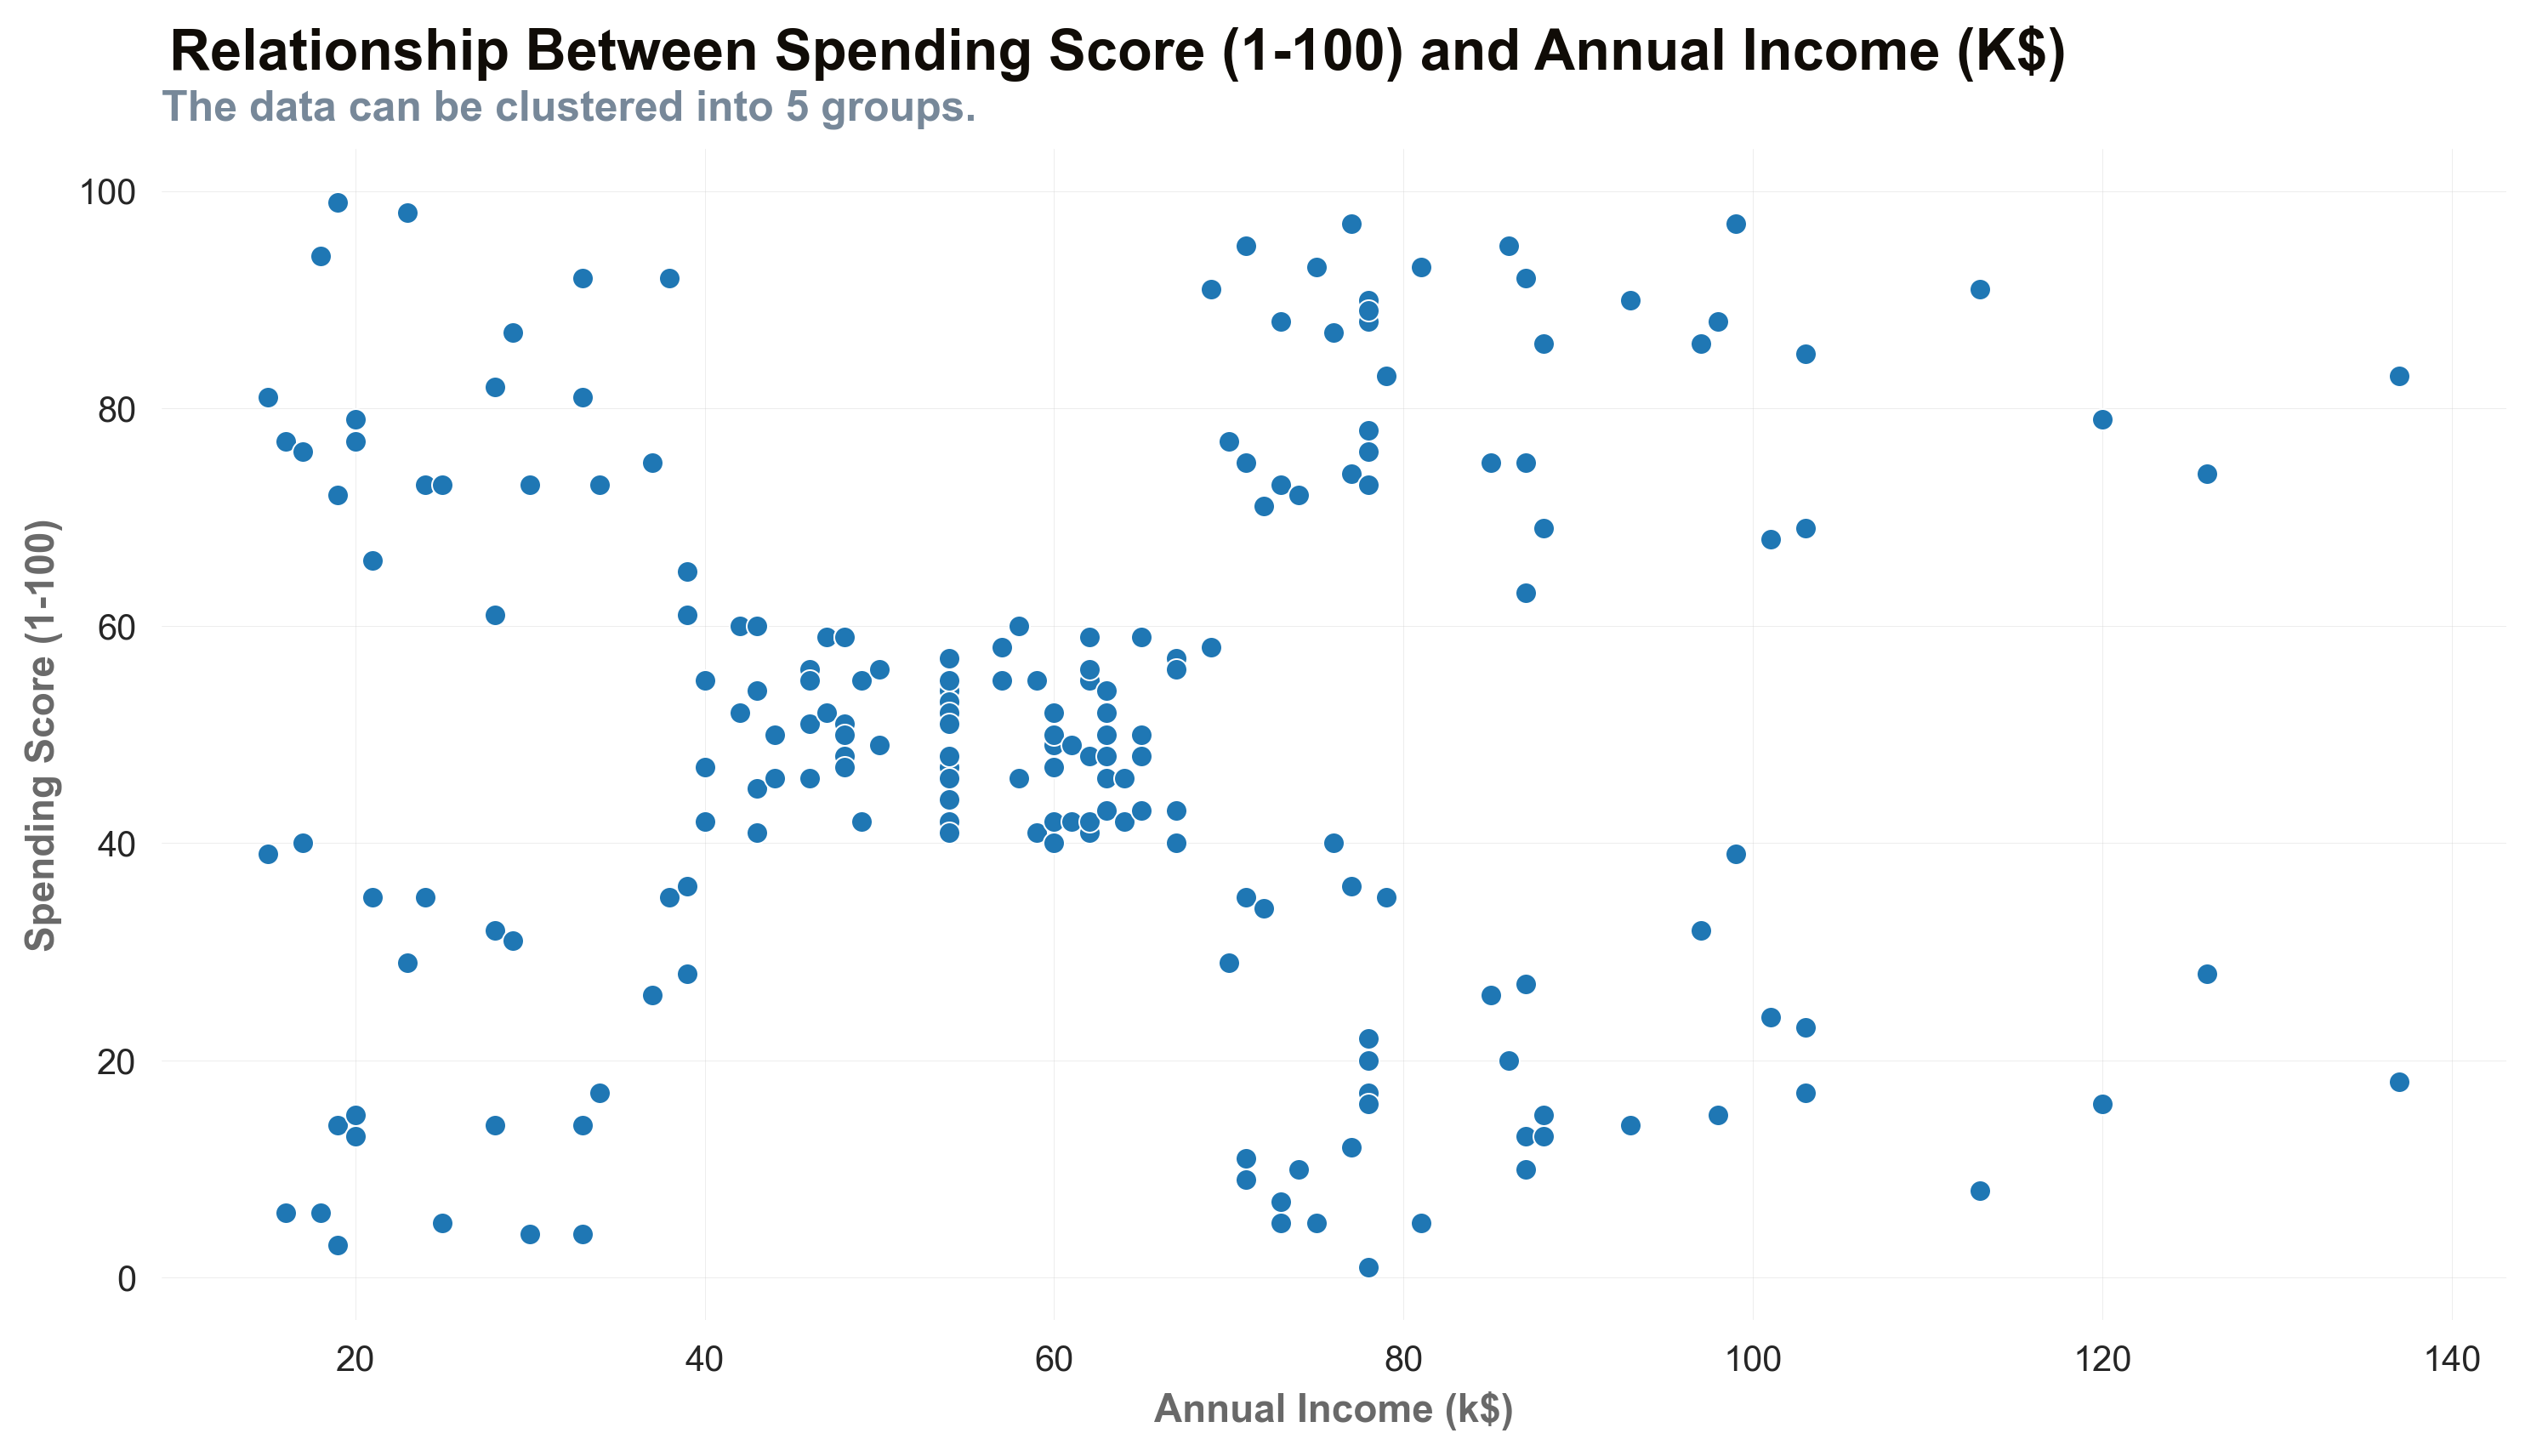 Relationship Between Spending Score (1-100) and Annual Income (K$)
The data can be clustered into 5 groups.
Spending Score (1-100)
100
80
60
40
20
0
20 40 60 80 100 120 140
Annual Income (k$)